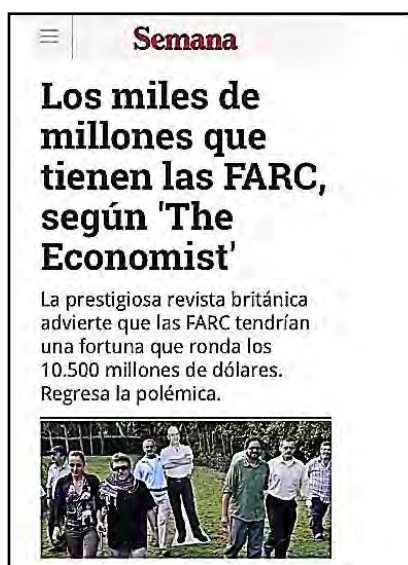 Semana
Los miles de
millones que
tienen las FARC,
según 'The
Economist'
La prestigiosa revista británica
advierte que las FARC tendrían
una fortuna que ronda los
10.500 millones de dólares.
Regresa la polémica.